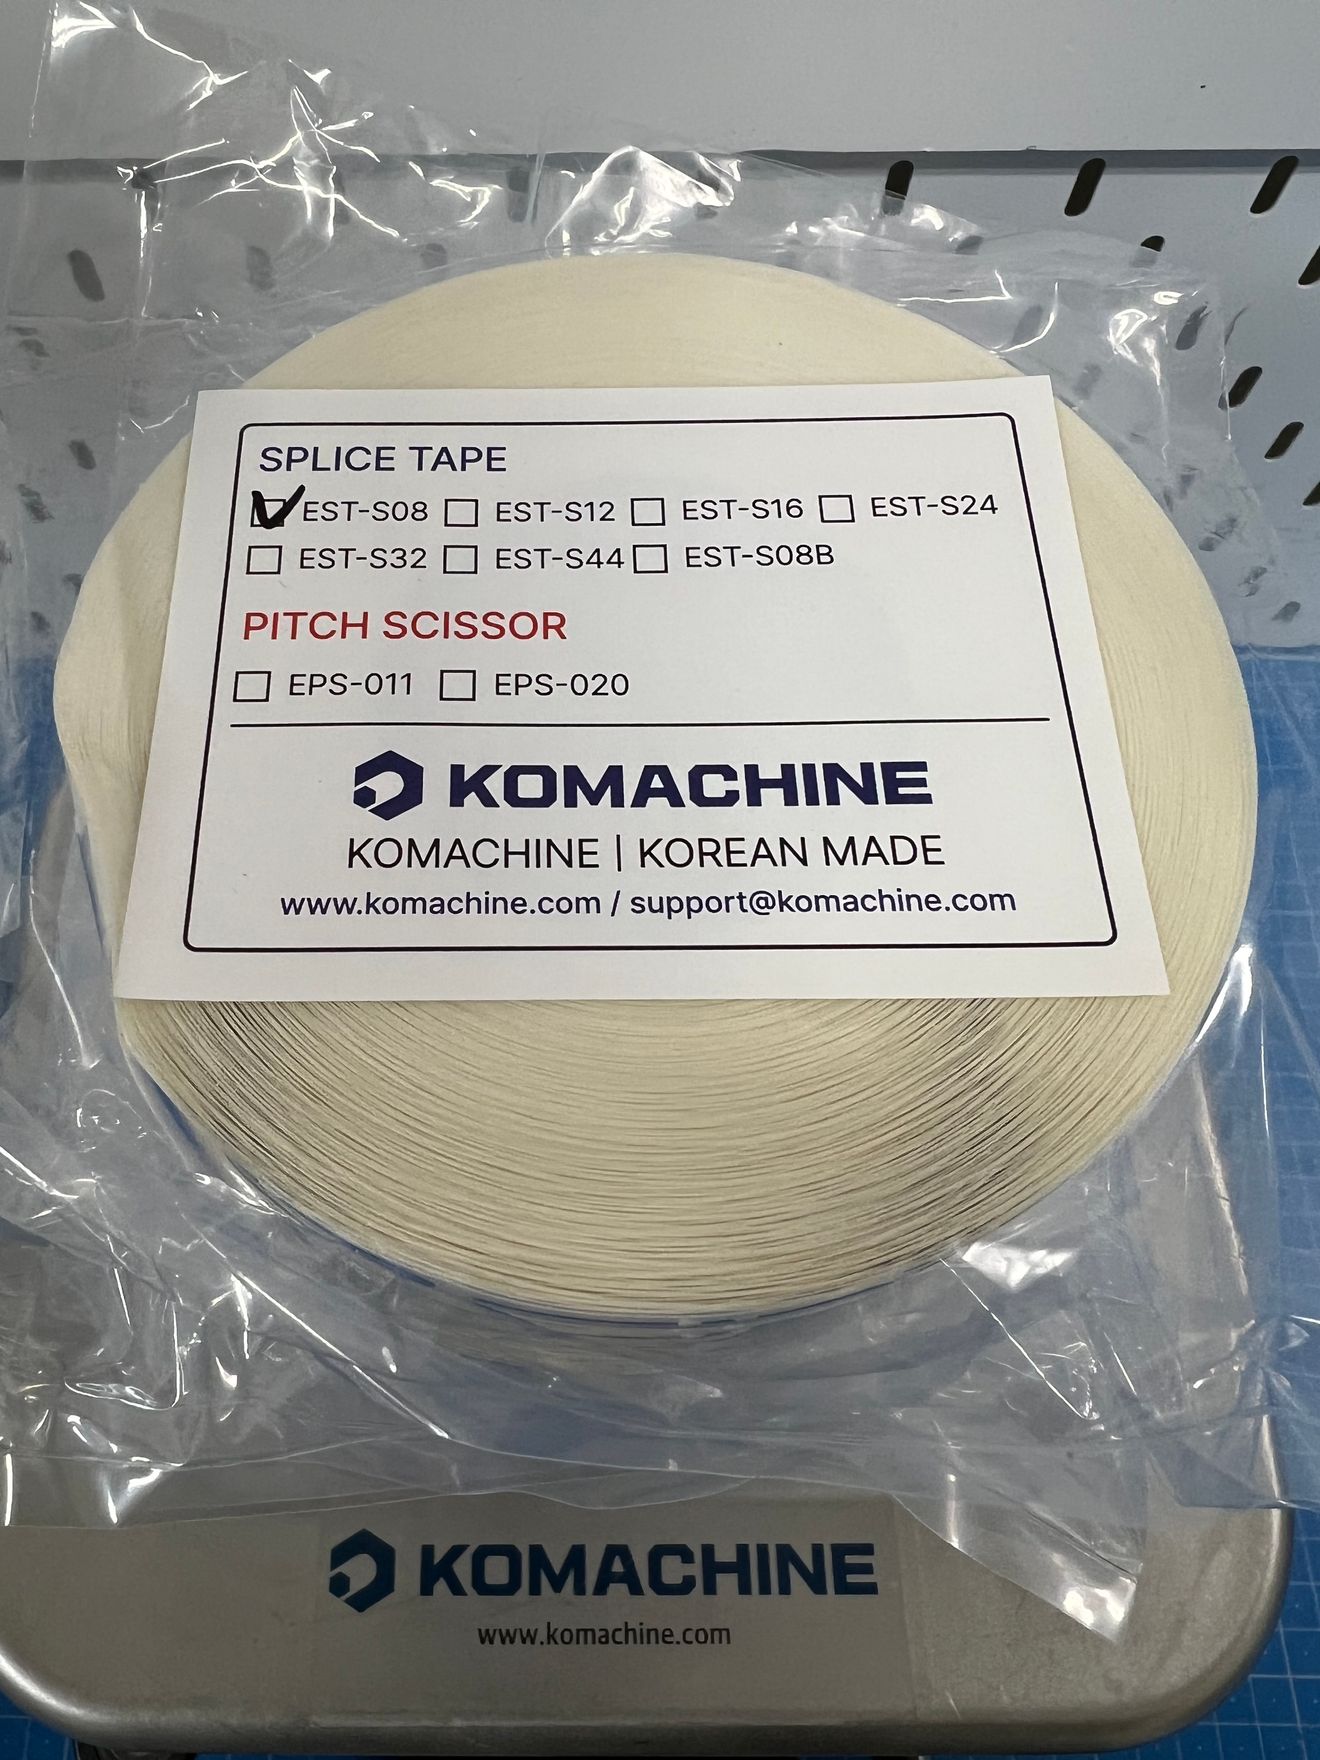 SPLICE TAPE
EST-S08 EST-S12 EST-S16 EST-S24
EST-S32 EST-S44 EST-S08B
PITCH SCISSOR
EPS-011 EPS-020
KOMACHINE
KOMACHINE | KOREAN MADE
www.komachine.com / support@komachine.com
KOMACHINE
www.komachine.com